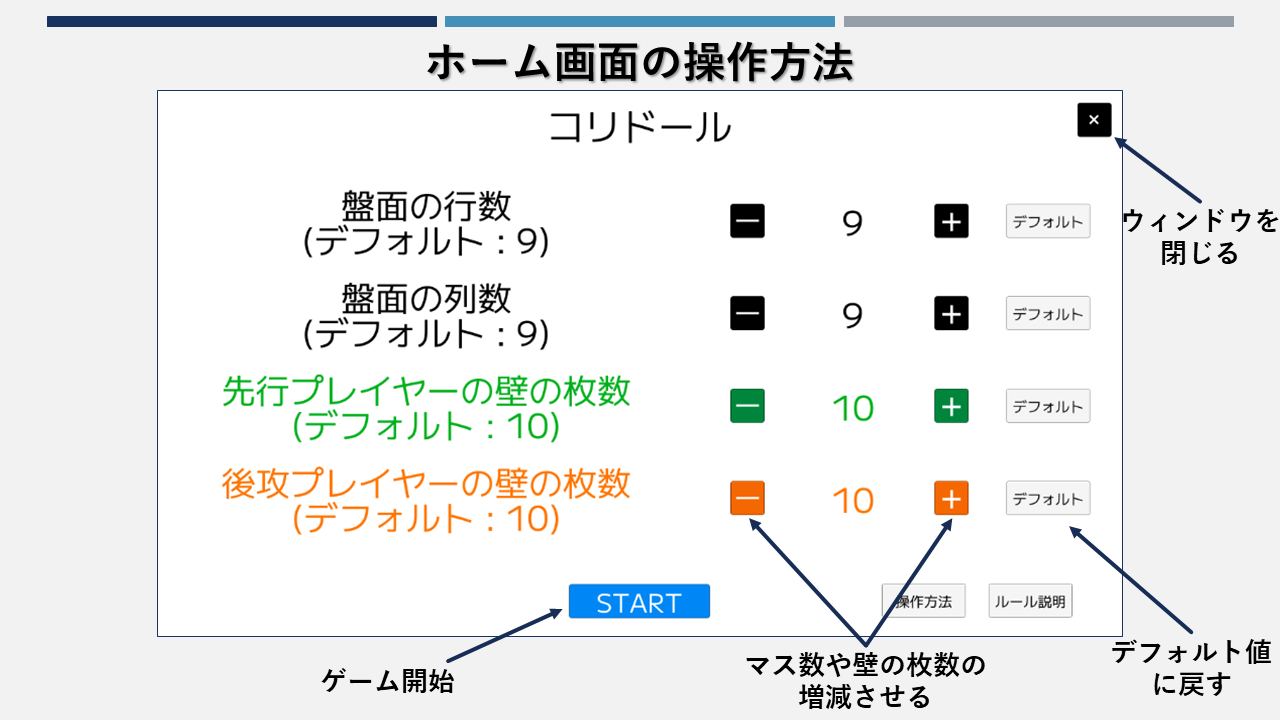 ホーム画面の操作方法
コリドール
×
盤面の行数
(デフォルト：9)
－ 9 ＋ デフォルト
ウィンドウを
閉じる
盤面の列数
(デフォルト：9)
－ 9 ＋ デフォルト
先行プレイヤーの壁の枚数
(デフォルト：10)
－ 10 ＋ デフォルト
後攻プレイヤーの壁の枚数
(デフォルト：10)
－ 10 ＋ デフォルト
START
操作方法
ルール説明
ゲーム開始
マス数や壁の枚数の
増減させる
デフォルト値
に戻す